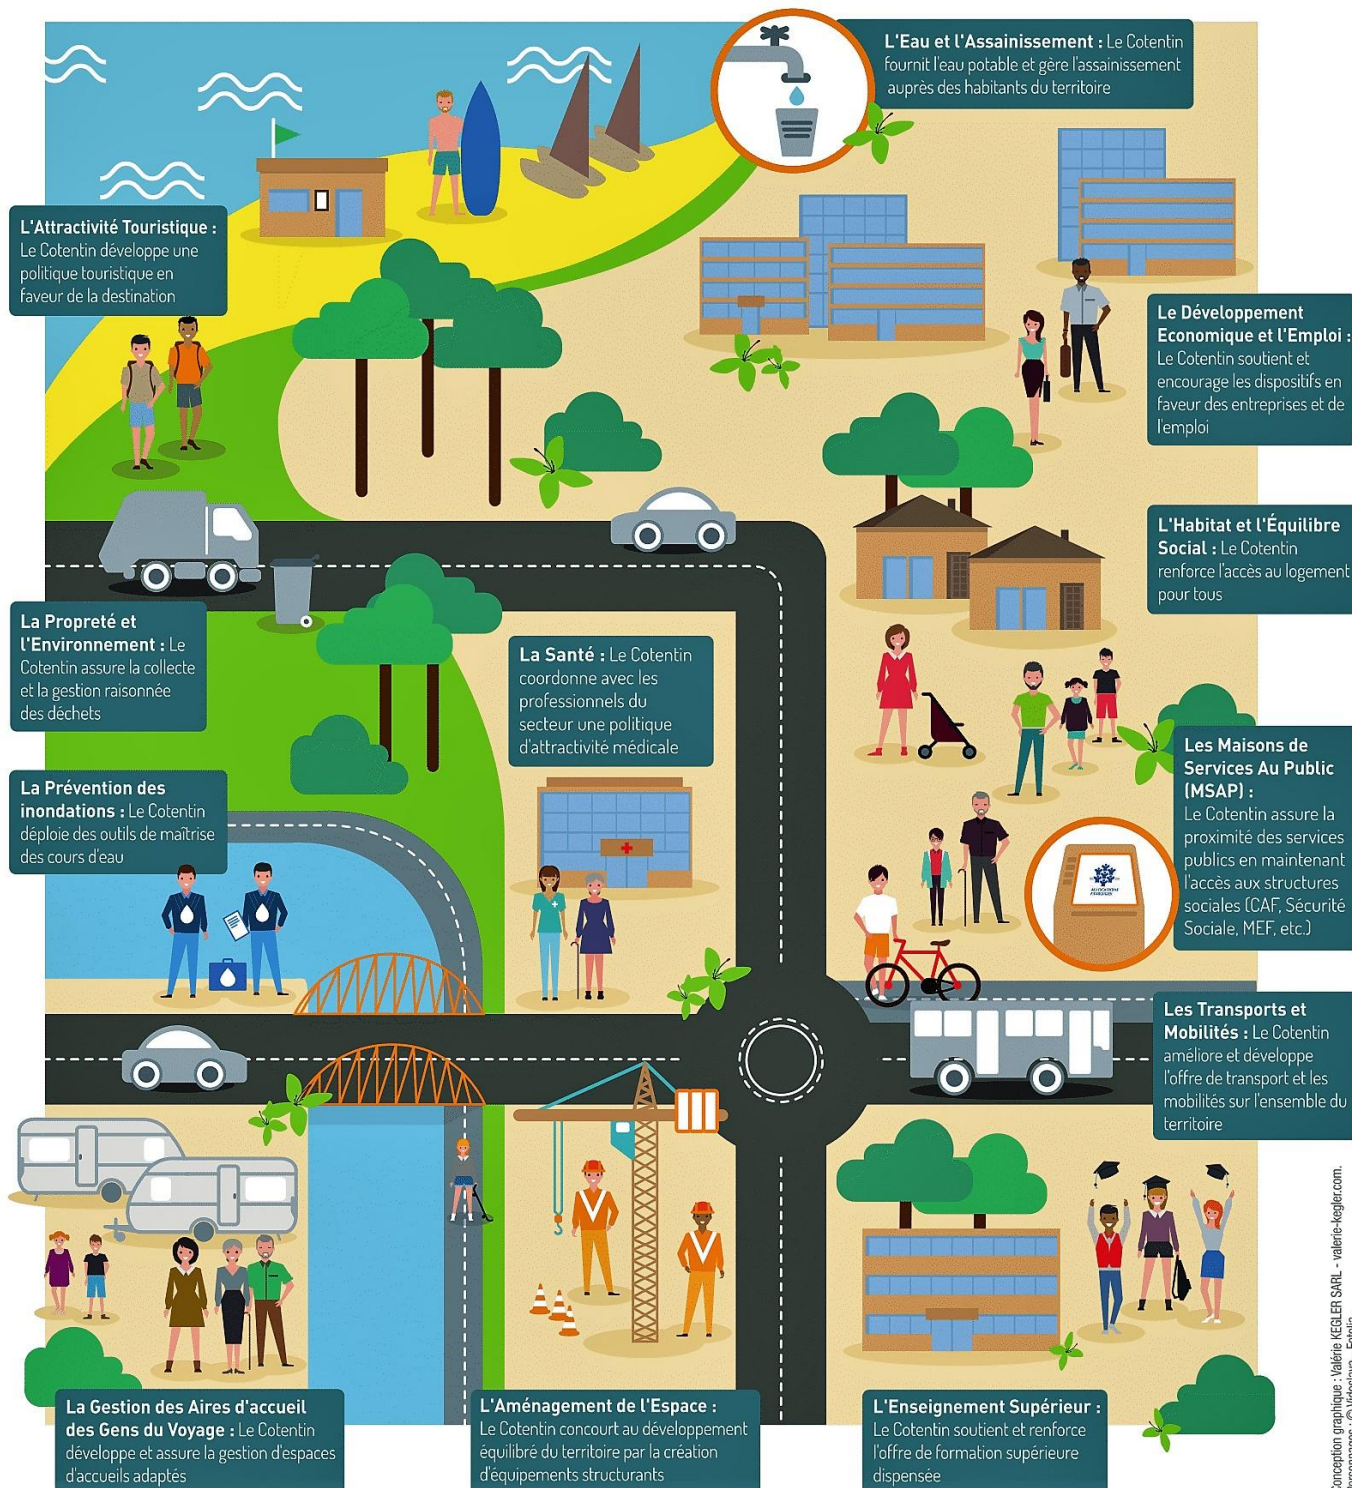 L'Eau et l'Assainissement : Le Cotentin
fournit l'eau potable et gère l'assainissement
auprès des habitants du territoire
L'Attractivité Touristique :
Le Cotentin développe une
politique touristique en
faveur de la destination
Le Développement
Economique et l'Emploi :
Le Cotentin soutient et
encourage les dispositifs en
faveur des entreprises et de
l'emploi
L'Habitat et l'Équilibre
Social : Le Cotentin
renforce l'accès au logement
pour tous
La Propreté et
l'Environnement : Le
Cotentin assure la collecte
et la gestion raisonnée
des déchets
La Santé : Le Cotentin
coordonne avec les
professionnels du
secteur une politique
d'attractivité médicale
La Prévention des
inondations : Le Cotentin
déploie des outils de maîtrise
des cours d'eau
Les Maisons de
Services Au Public
(MSAP) :
Le Cotentin assure la
proximité des services
publics en maintenant
l'accès aux structures
sociales (CAF, Sécurité
Sociale, MEF, etc.)
Les Transports et
Mobilités : Le Cotentin
améliore et développe
l'offre de transport et les
mobilités sur l'ensemble du
territoire
La Gestion des Aires d'accueil
des Gens du Voyage : Le Cotentin
développe et assure la gestion d'espaces
d'accueils adaptés
L'Aménagement de l'Espace :
Le Cotentin concourt au développement
équilibré du territoire par la création
d'équipements structurants
L'Enseignement Supérieur :
Le Cotentin soutient et renforce
l'offre de formation supérieure
dispensée
Conception graphique : Valérie KEGLER SARL - valerie-kegler.com.